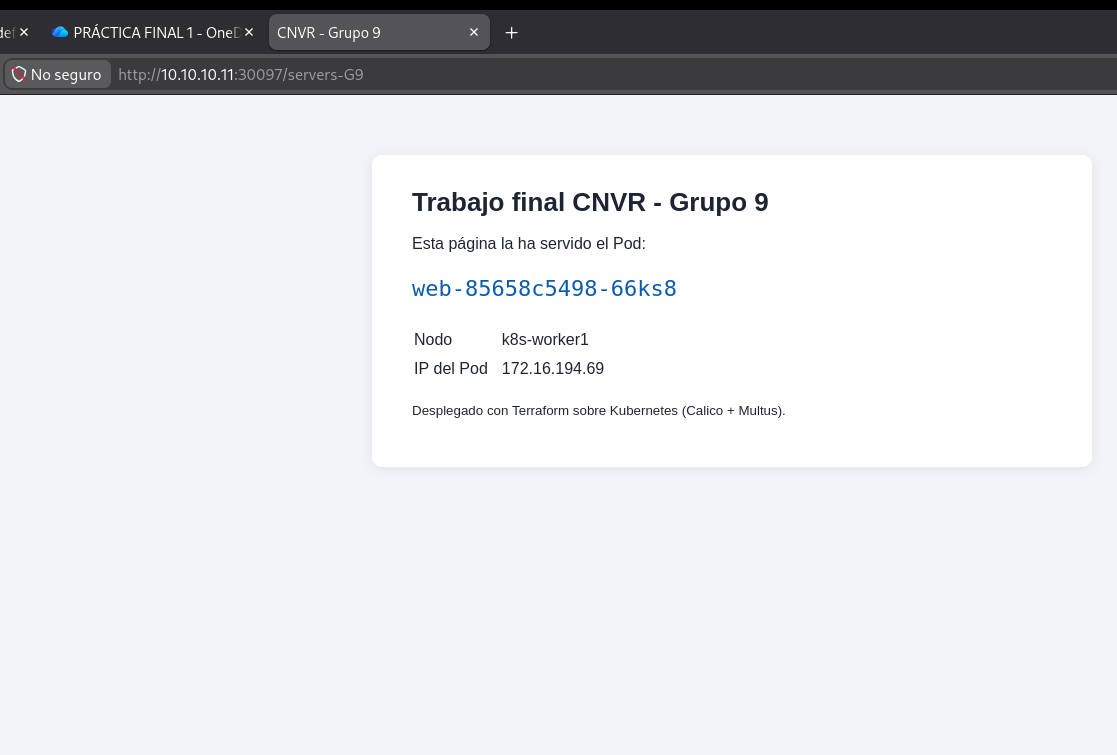 def
PRÁCTICA FINAL 1 - OneD
CNVR - Grupo 9
No seguro
http://10.10.10.11:30097/servers-G9
Trabajo final CNVR - Grupo 9
Esta página la ha servido el Pod:
web-85658c5498-66ks8
Nodo k8s-worker1
IP del Pod 172.16.194.69
Desplegado con Terraform sobre Kubernetes (Calico + Multus).